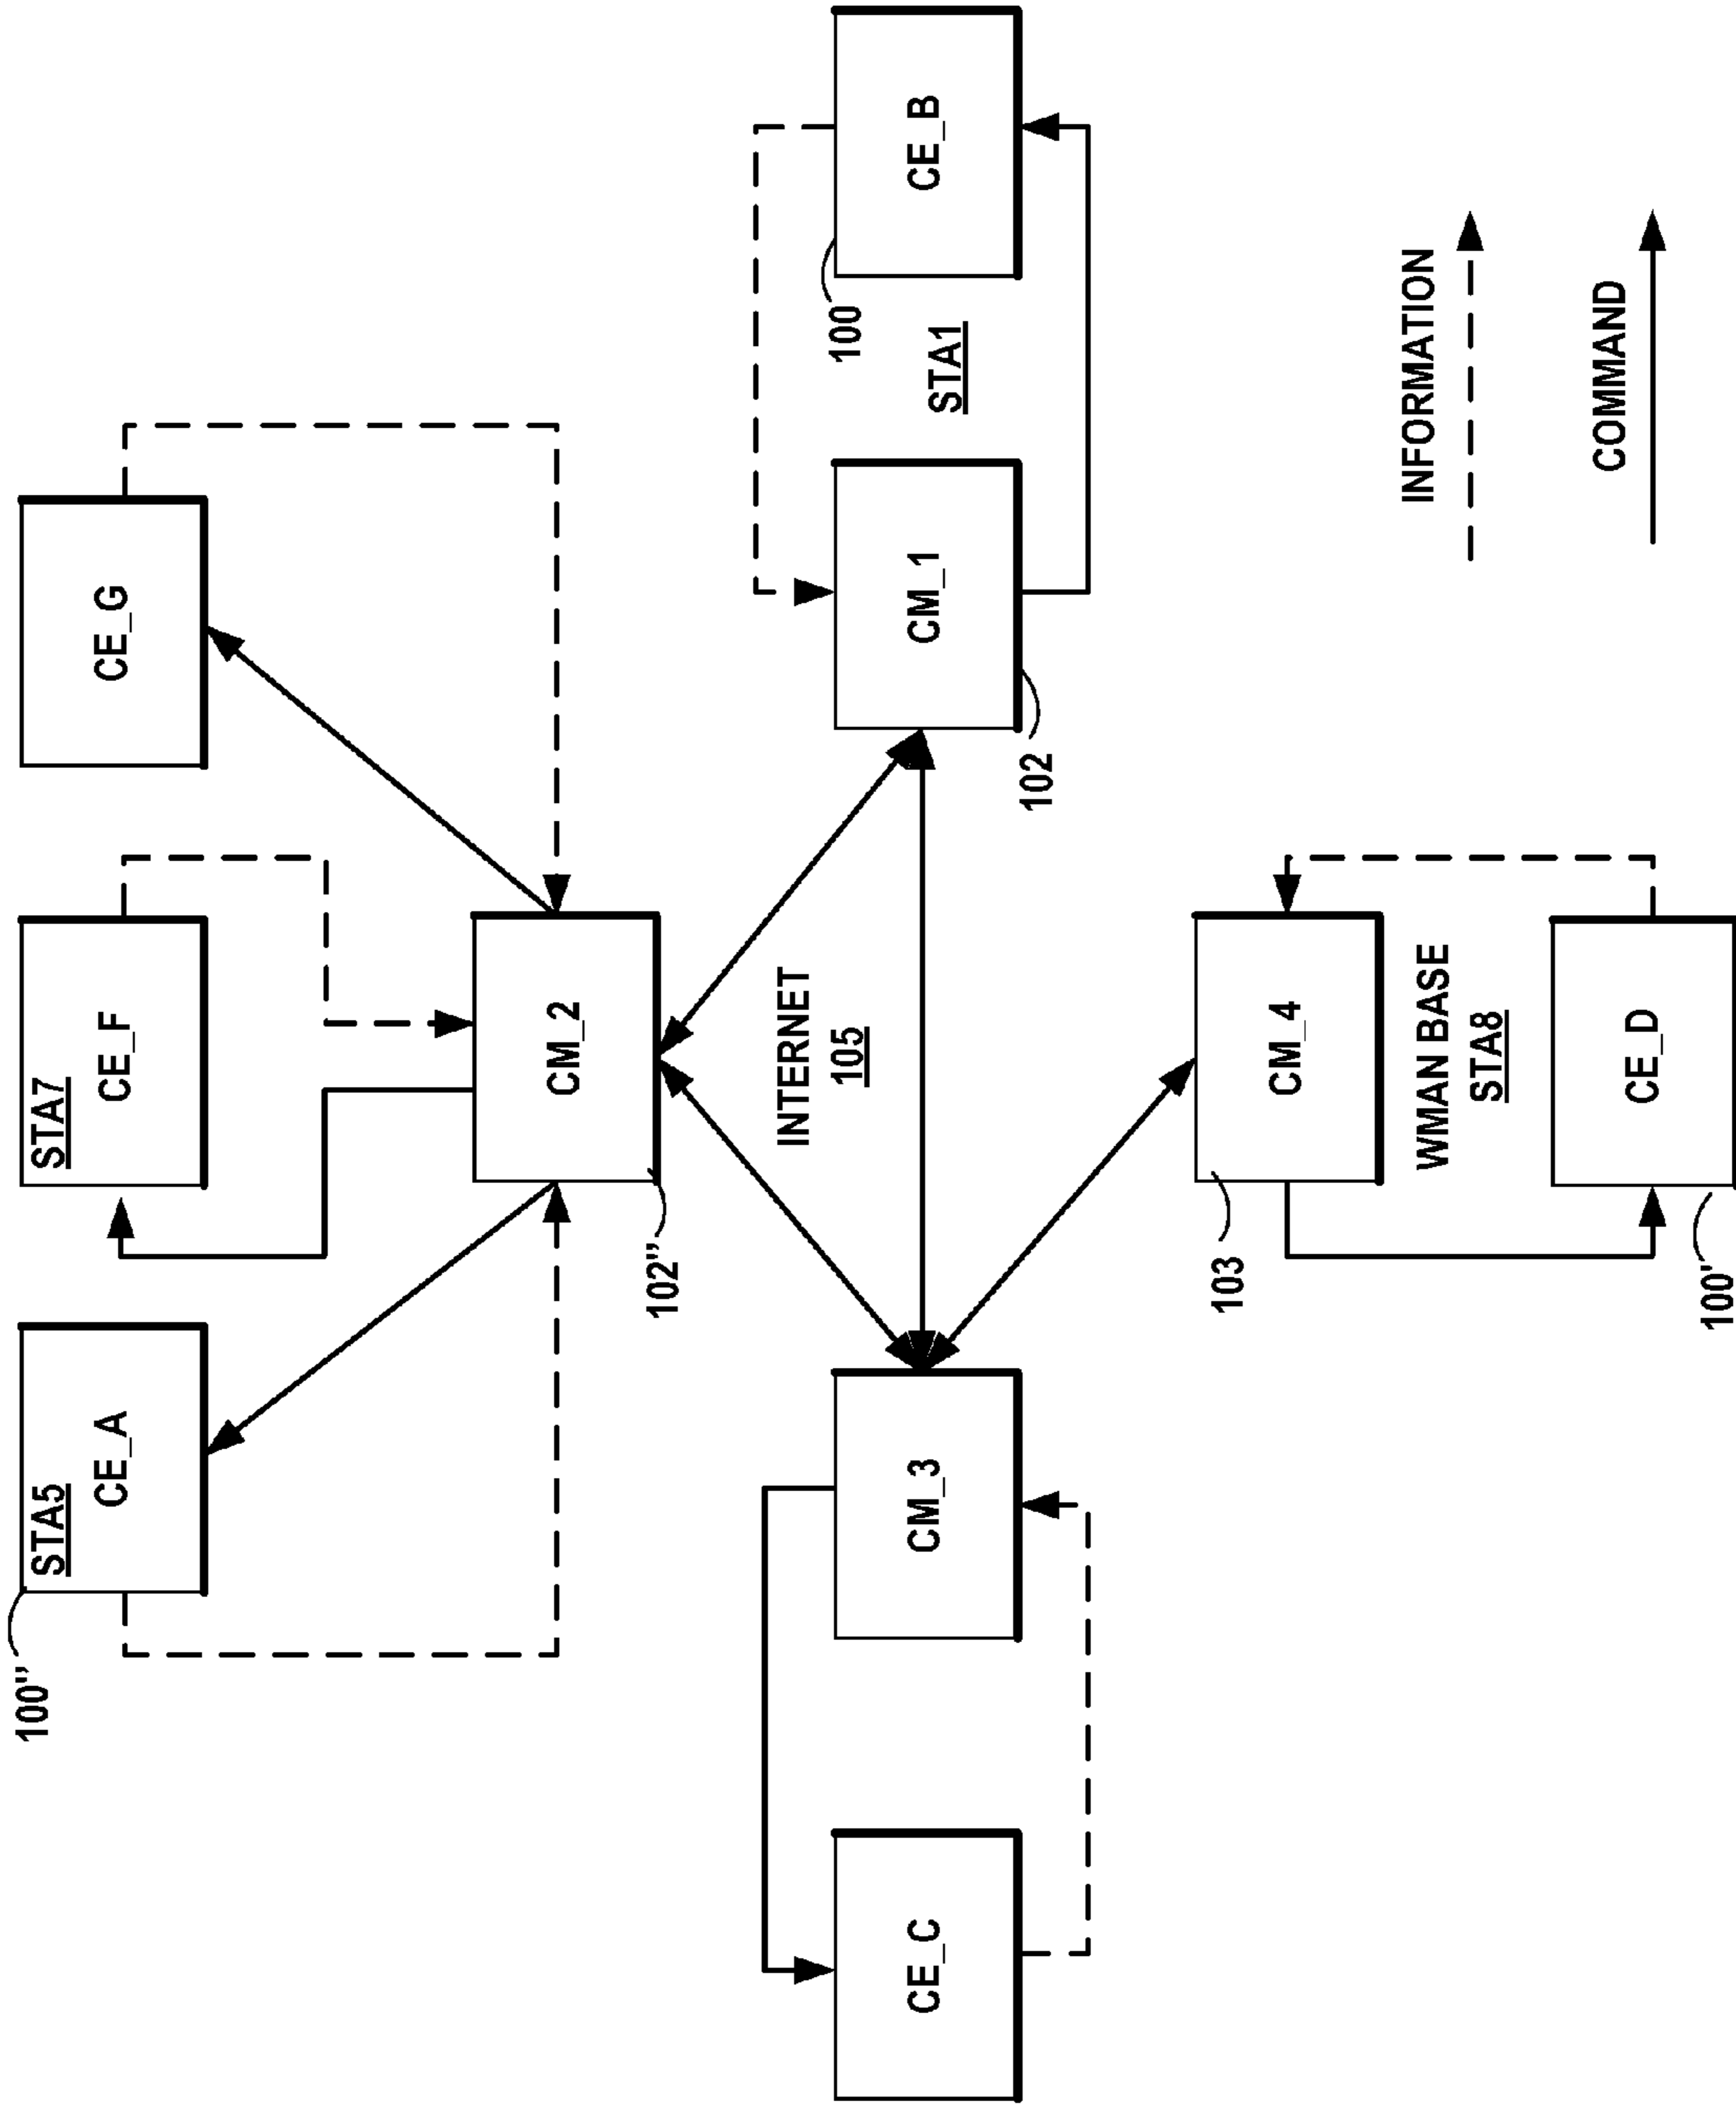 100"
STA5
CE_A
STA7
CE_F
CE_G
CM_2
102"
INTERNET
105
CE_C
CM_3
CM_1
CE_B
100
STA1
102
103
CM_4
WMAN BASE
STA8
CE_D
100'
INFORMATION
COMMAND